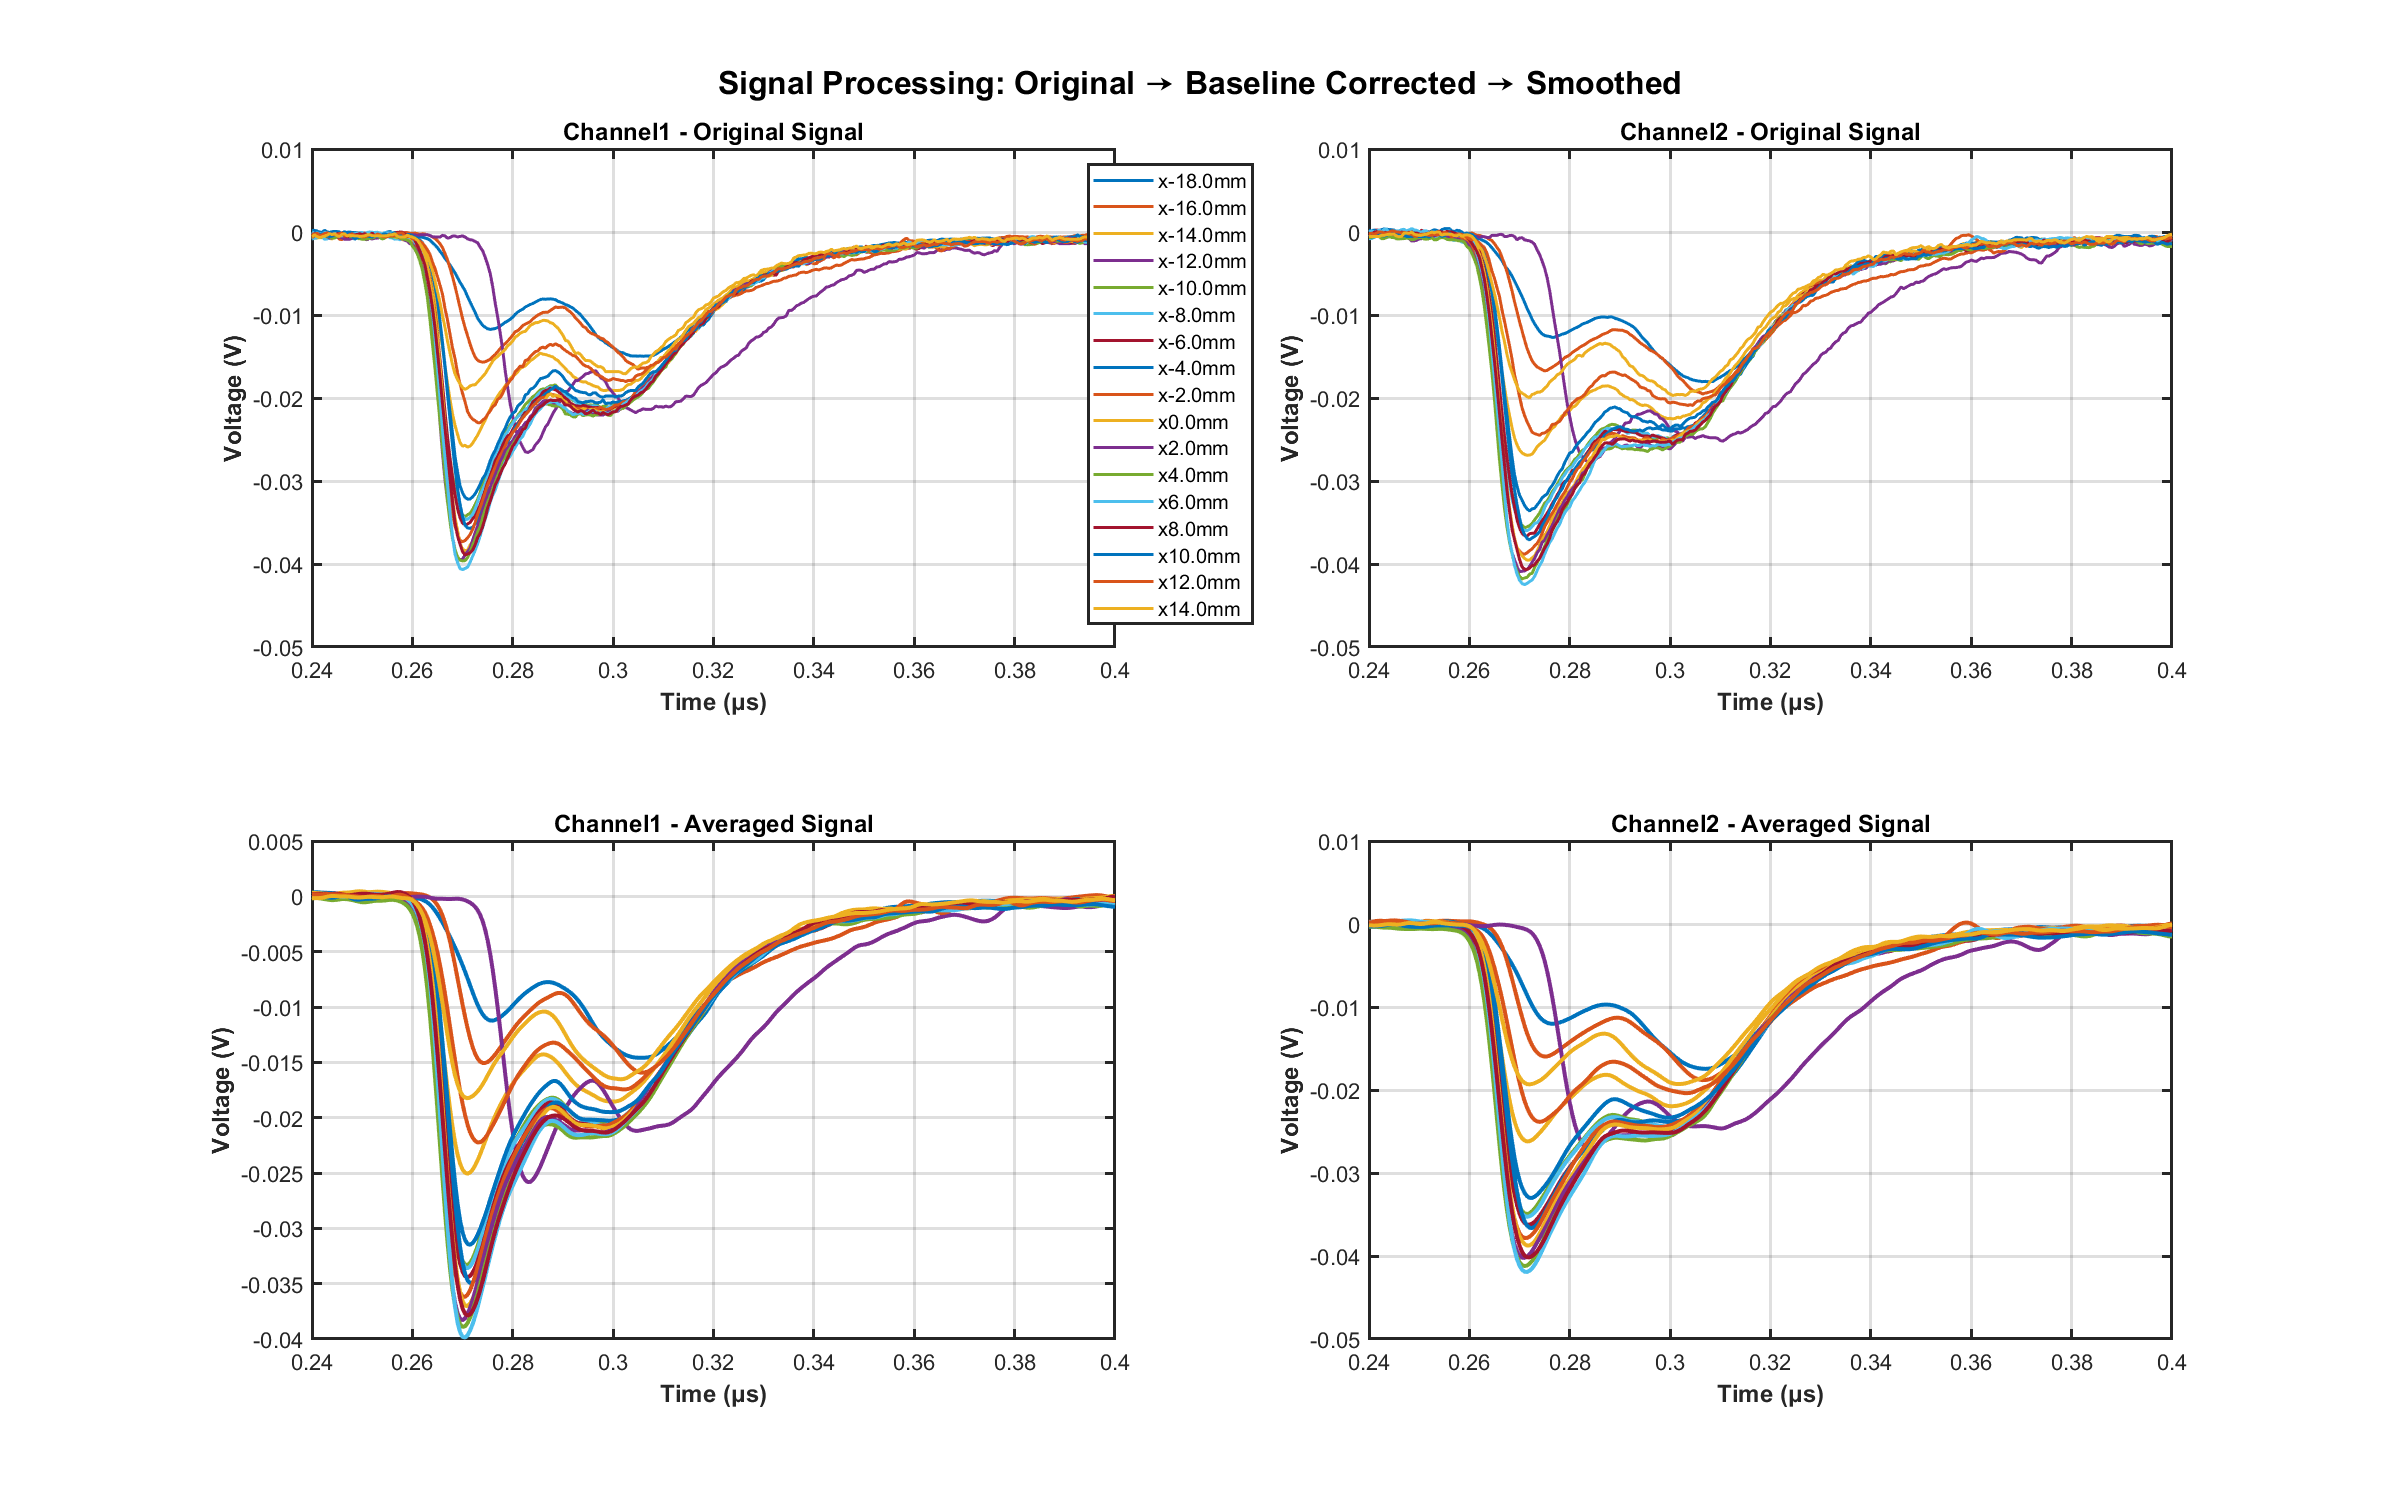 Signal Processing: Original → Baseline Corrected → Smoothed
Channel1 - Original Signal
0.01
0
-0.01
-0.02
-0.03
-0.04
-0.05
Voltage (V)
0.24 0.26 0.28 0.3 0.32 0.34 0.36 0.38 0.4
Time (µs)
x-18.0mm
x-16.0mm
x-14.0mm
x-12.0mm
x-10.0mm
x-8.0mm
x-6.0mm
x-4.0mm
x-2.0mm
x0.0mm
x2.0mm
x4.0mm
x6.0mm
x8.0mm
x10.0mm
x12.0mm
x14.0mm
Channel2 - Original Signal
0.01
0
-0.01
-0.02
-0.03
-0.04
-0.05
Voltage (V)
0.24 0.26 0.28 0.3 0.32 0.34 0.36 0.38 0.4
Time (µs)
Channel1 - Averaged Signal
0.005
0
-0.005
-0.01
-0.015
-0.02
-0.025
-0.03
-0.035
-0.04
Voltage (V)
0.24 0.26 0.28 0.3 0.32 0.34 0.36 0.38 0.4
Time (µs)
Channel2 - Averaged Signal
0.01
0
-0.01
-0.02
-0.03
-0.04
-0.05
Voltage (V)
0.24 0.26 0.28 0.3 0.32 0.34 0.36 0.38 0.4
Time (µs)